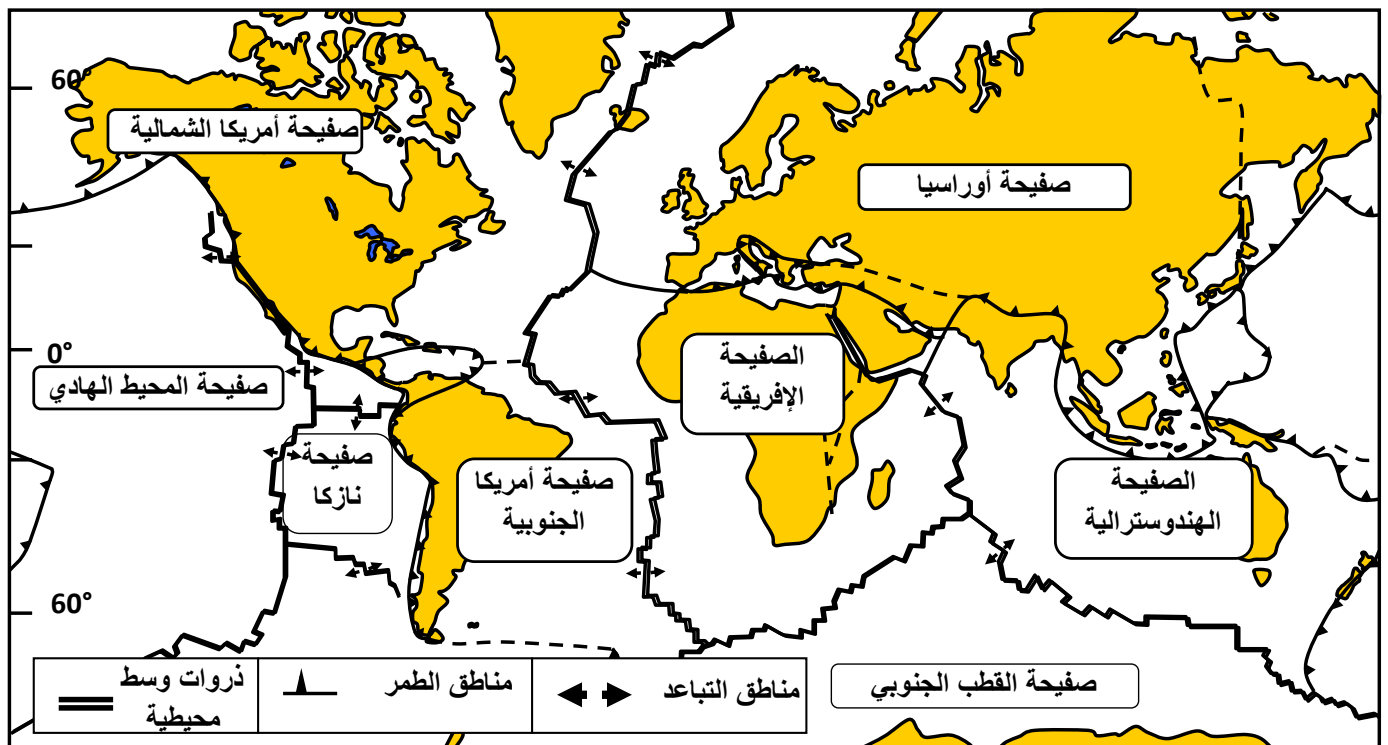 60°
صفيحة أمريكا الشمالية
صفيحة أوراسيا
0°
الصفيحة
الإفريقية
صفيحة المحيط الهادي
صفيحة
نازكا
صفيحة أمريكا
الجنوبية
الصفيحة
الهندوسترالية
60°
صفيحة القطب الجنوبي
مناطق التباعد
مناطق الطمر
ذروات وسط
محيطية